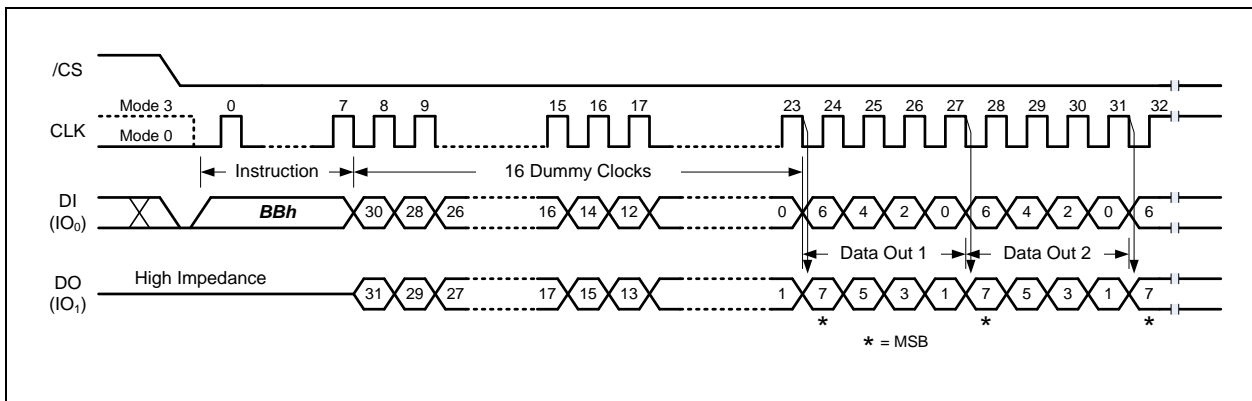 /CS
Mode 3 0 7 8 9 15 16 17 23 24 25 26 27 28 29 30 31 32
CLK Mode 0
Instruction 16 Dummy Clocks
DI (IO₀) BBh 30 28 26 16 14 12 0 6 4 2 0 6 4 2 0 6
Data Out 1 Data Out 2
DO (IO₁) High Impedance 31 29 27 17 15 13 1 7 5 3 1 7 5 3 1 7
* * *
* = MSB